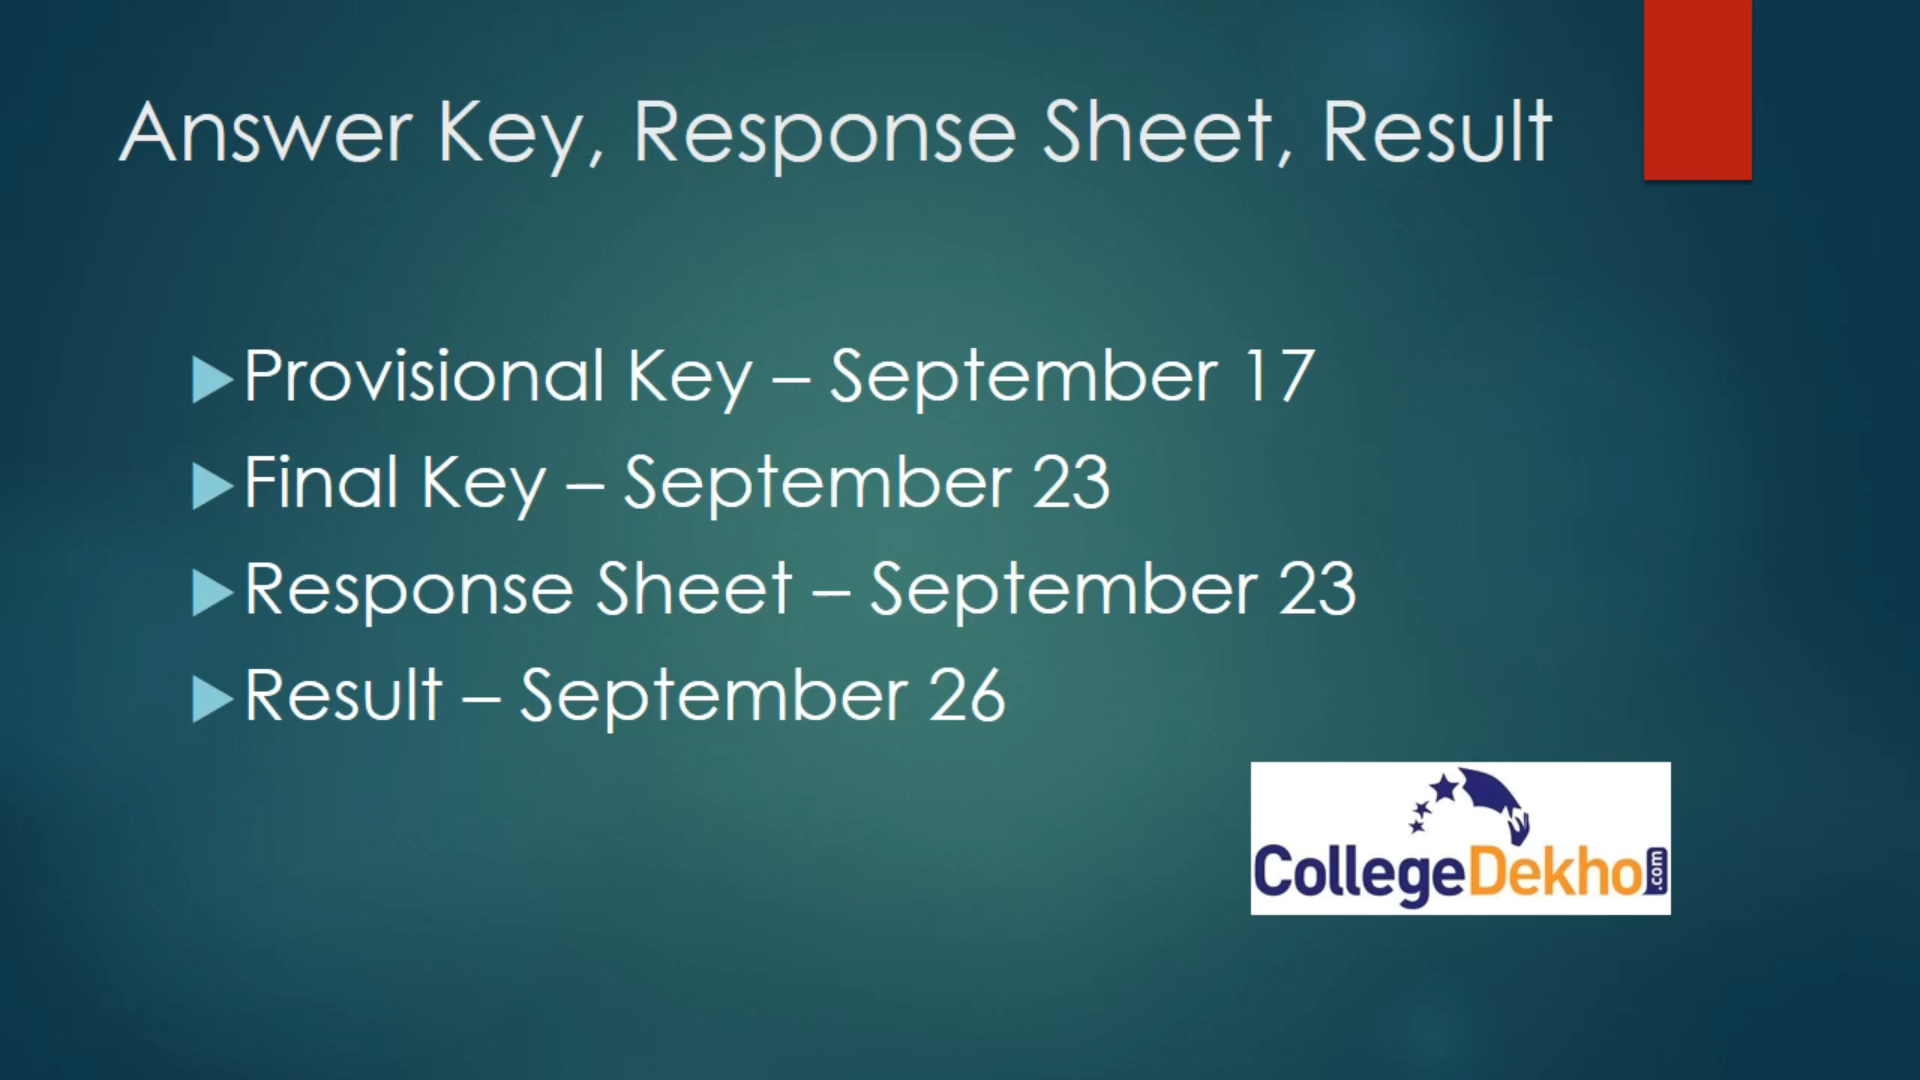 Answer Key, Response Sheet, Result
Provisional Key – September 17
Final Key – September 23
Response Sheet – September 23
Result – September 26
CollegeDekho.com